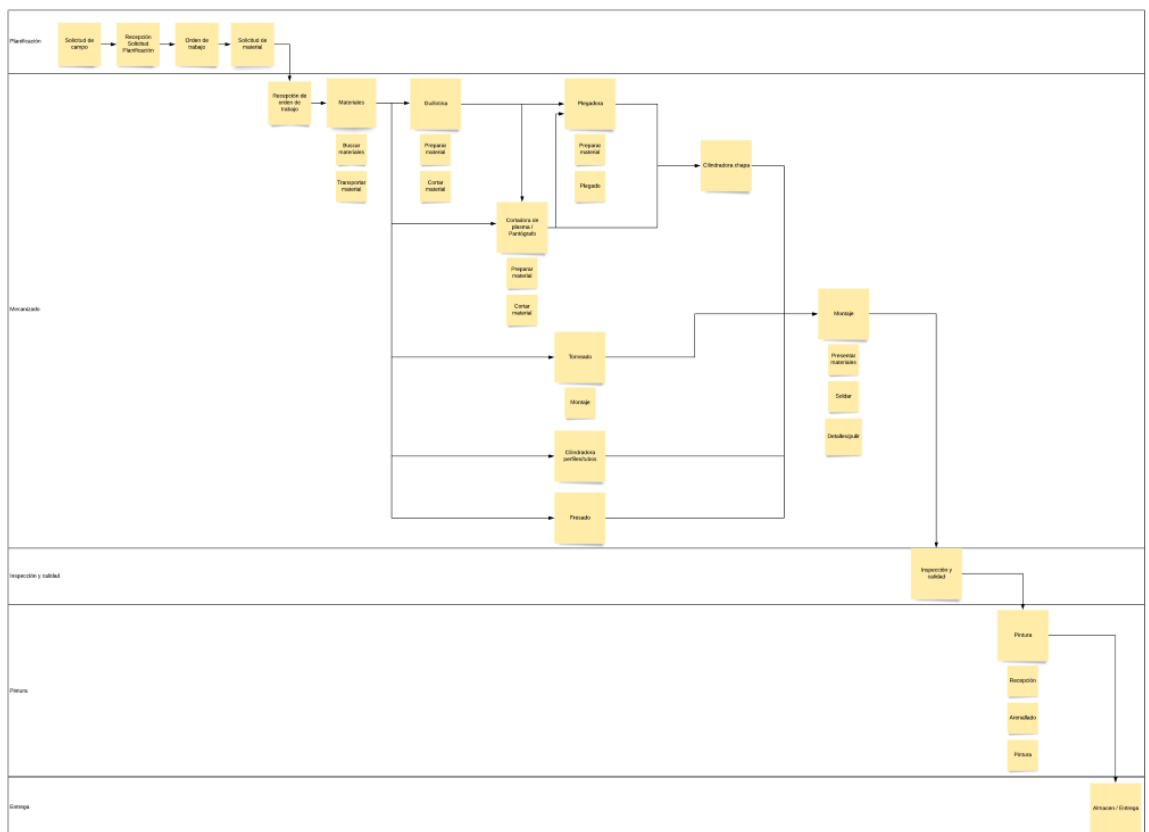 Planificación
Solicitud de
campo
Recepción
Solicitud
Planificación
Orden de
trabajo
Solicitud de
material
Mecanizado
Recepción de
orden de
trabajo
Materiales
Buscar
materiales
Transportar
material
Guillotina
Preparar
material
Cortar
material
Plegadora
Preparar
material
Plegado
Cortadora de
plasma /
Pantógrafo
Preparar
material
Cortar
material
Cilindradora chapa
Torneado
Montaje
Cilindradora
perfiles/tubos
Fresado
Montaje
Presentar
materiales
Soldar
Detalles/pulir
Inspección y calidad
Inspección y
calidad
Pintura
Pintura
Recepción
Arenallado
Pintura
Entrega
Almacen / Entrega